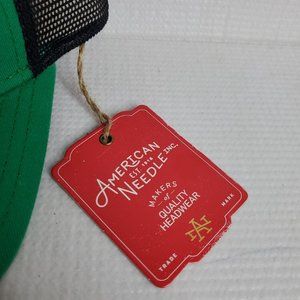 AMERICAN
EST 1918
NEEDLE INC.
MAKERS
of
QUALITY
HEADWEAR
TRADE MARK
AN